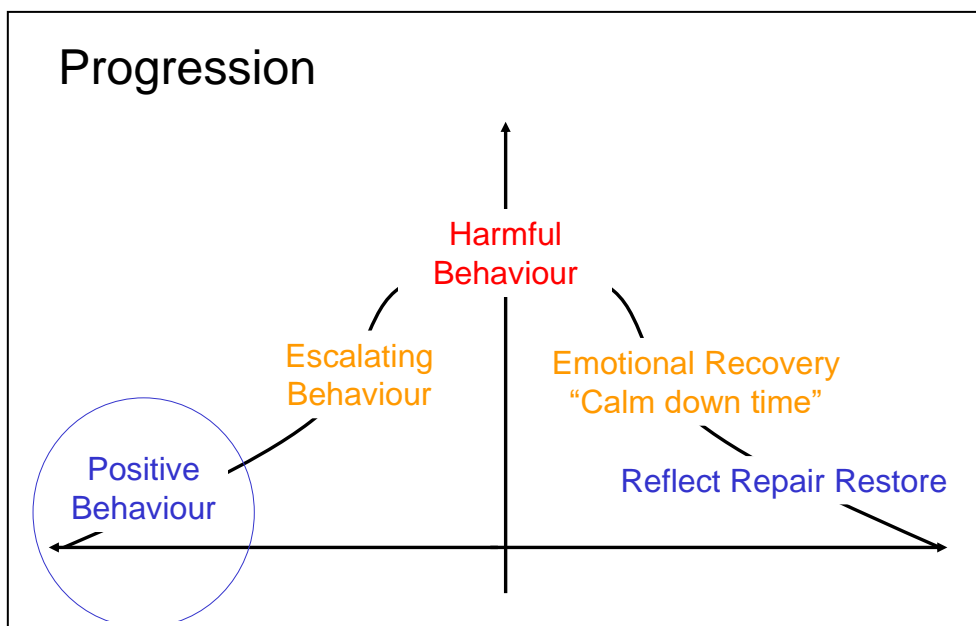 Progression
Harmful
Behaviour
Escalating
Behaviour
Emotional Recovery
“Calm down time”
Positive
Behaviour
Reflect Repair Restore